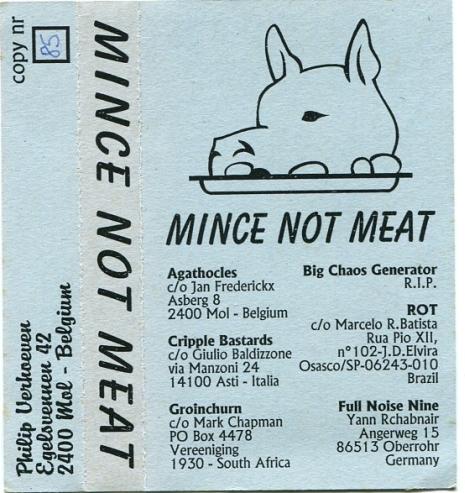 copy nr 85
Philip Verhoeven
Egelsvennen 42
2400 Mol - Belgium
MINCE NOT MEAT
MINCE NOT MEAT
Agathocles
c/o Jan Frederickx
Asberg 8
2400 Mol - Belgium
Cripple Bastards
c/o Giulio Baldizzone
via Manzoni 24
14100 Asti - Italia
Groinchurn
c/o Mark Chapman
PO Box 4478
Vereeniging
1930 - South Africa
Big Chaos Generator
R.I.P.
ROT
c/o Marcelo R.Batista
Rua Pio XII,
n°102-J.D.Elvira
Osasco/SP-06243-010
Brazil
Full Noise Nine
Yann Rchabnair
Angerweg 15
86513 Oberrohr
Germany